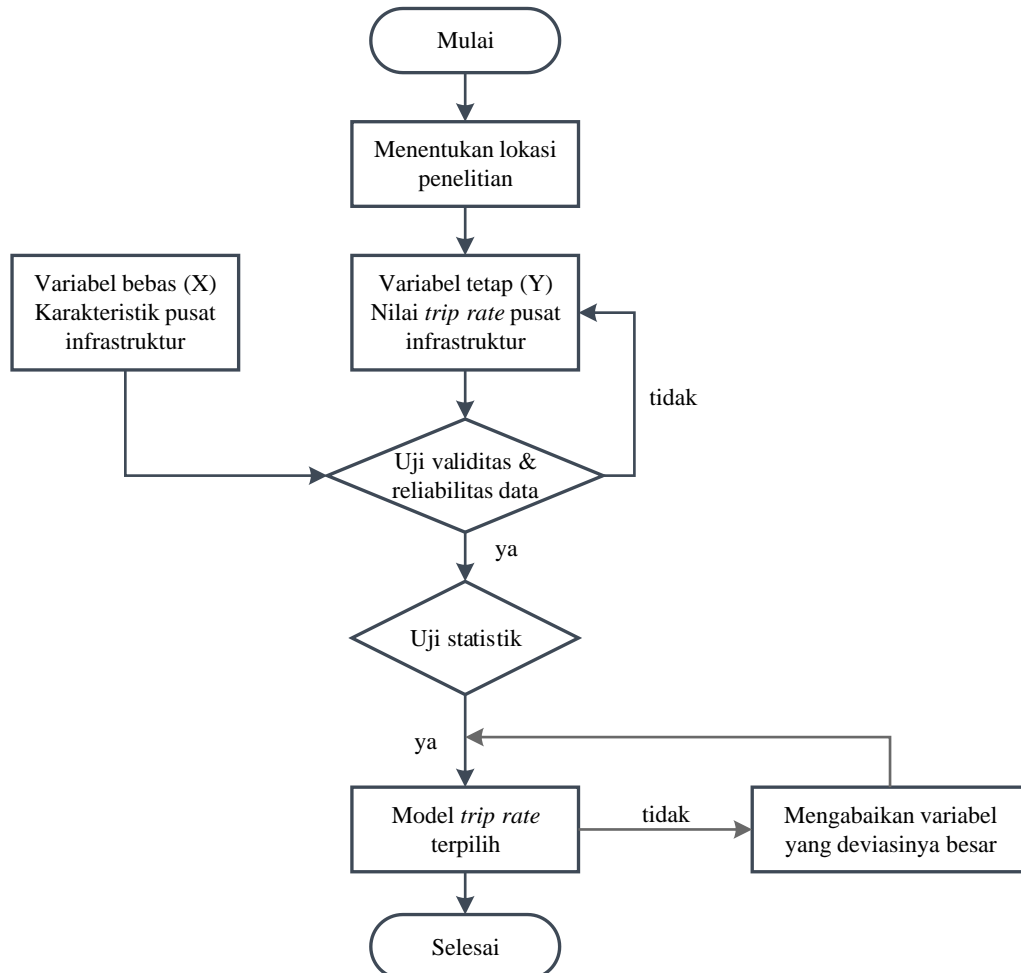 Mulai
Menentukan lokasi
penelitian
Variabel bebas (X)
Karakteristik pusat
infrastruktur
Variabel tetap (Y)
Nilai trip rate pusat
infrastruktur
tidak
Uji validitas &
reliabilitas data
ya
Uji statistik
ya
Model trip rate
terpilih
tidak
Mengabaikan variabel
yang deviasinya besar
Selesai